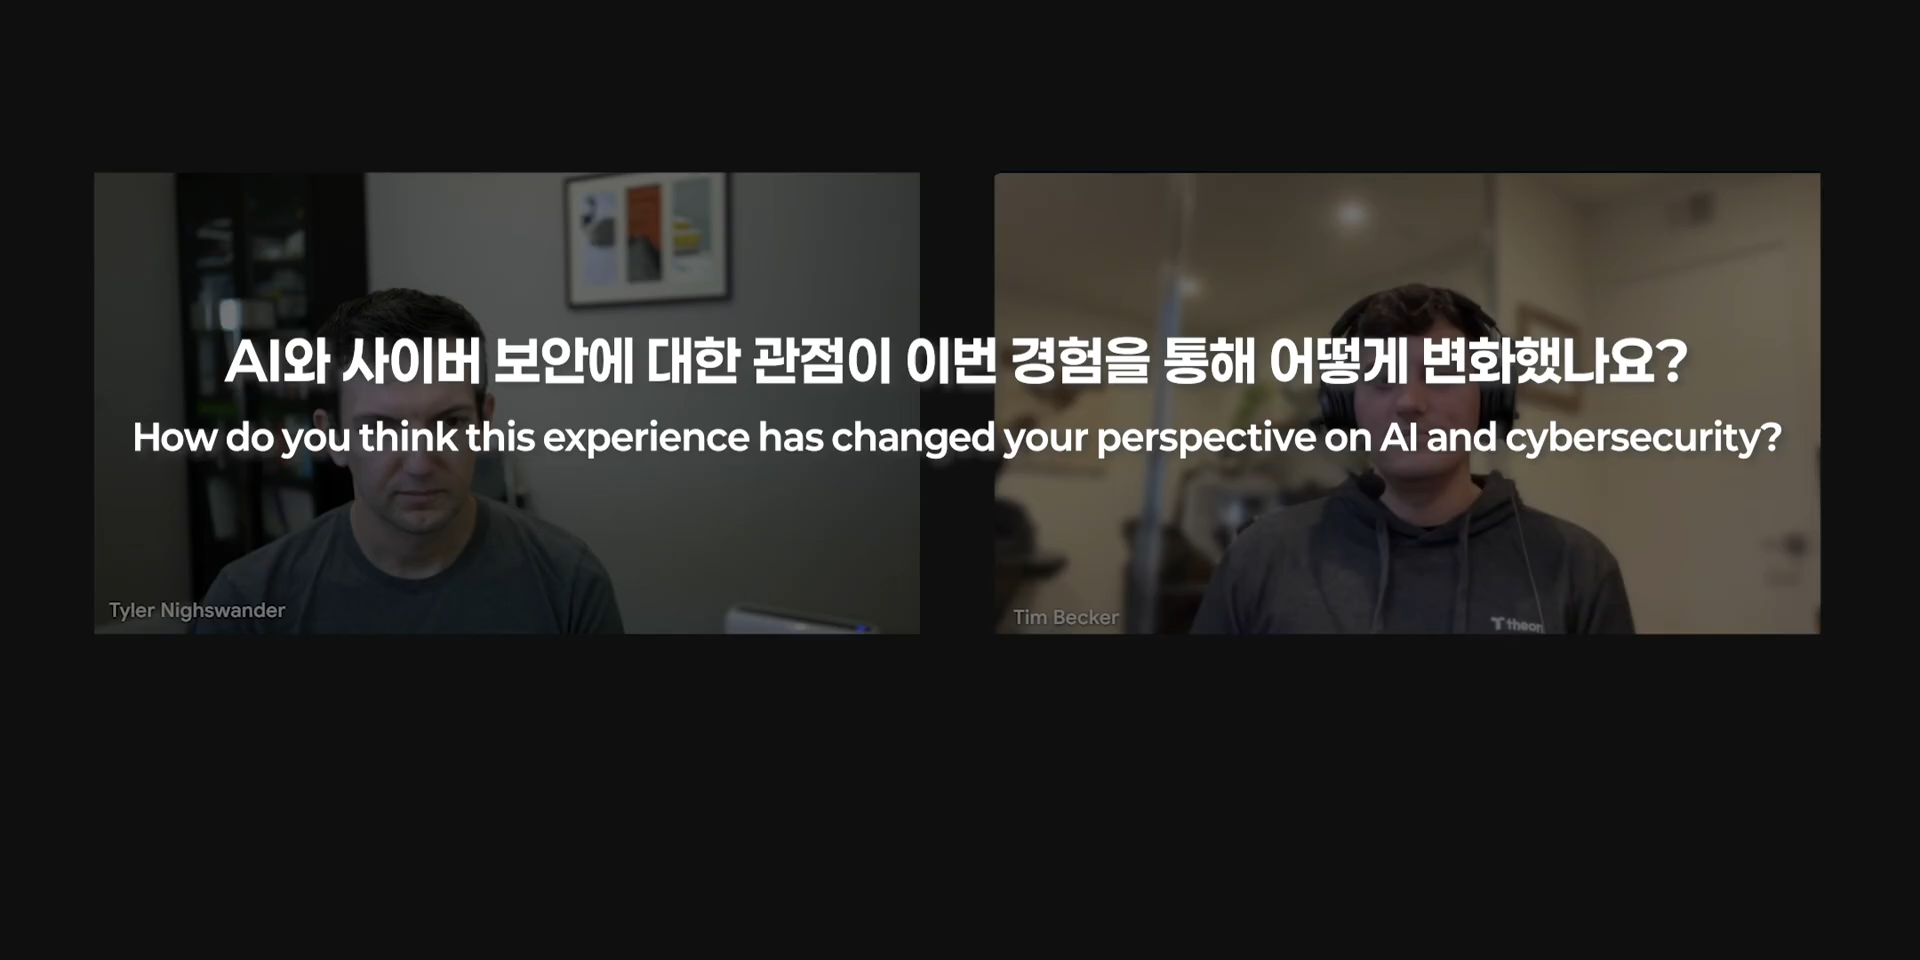 AI와 사이버 보안에 대한 관점이 이번 경험을 통해 어떻게 변화했나요?
How do you think this experience has changed your perspective on AI and cybersecurity?
Tyler Nighswander
Tim Becker
theori